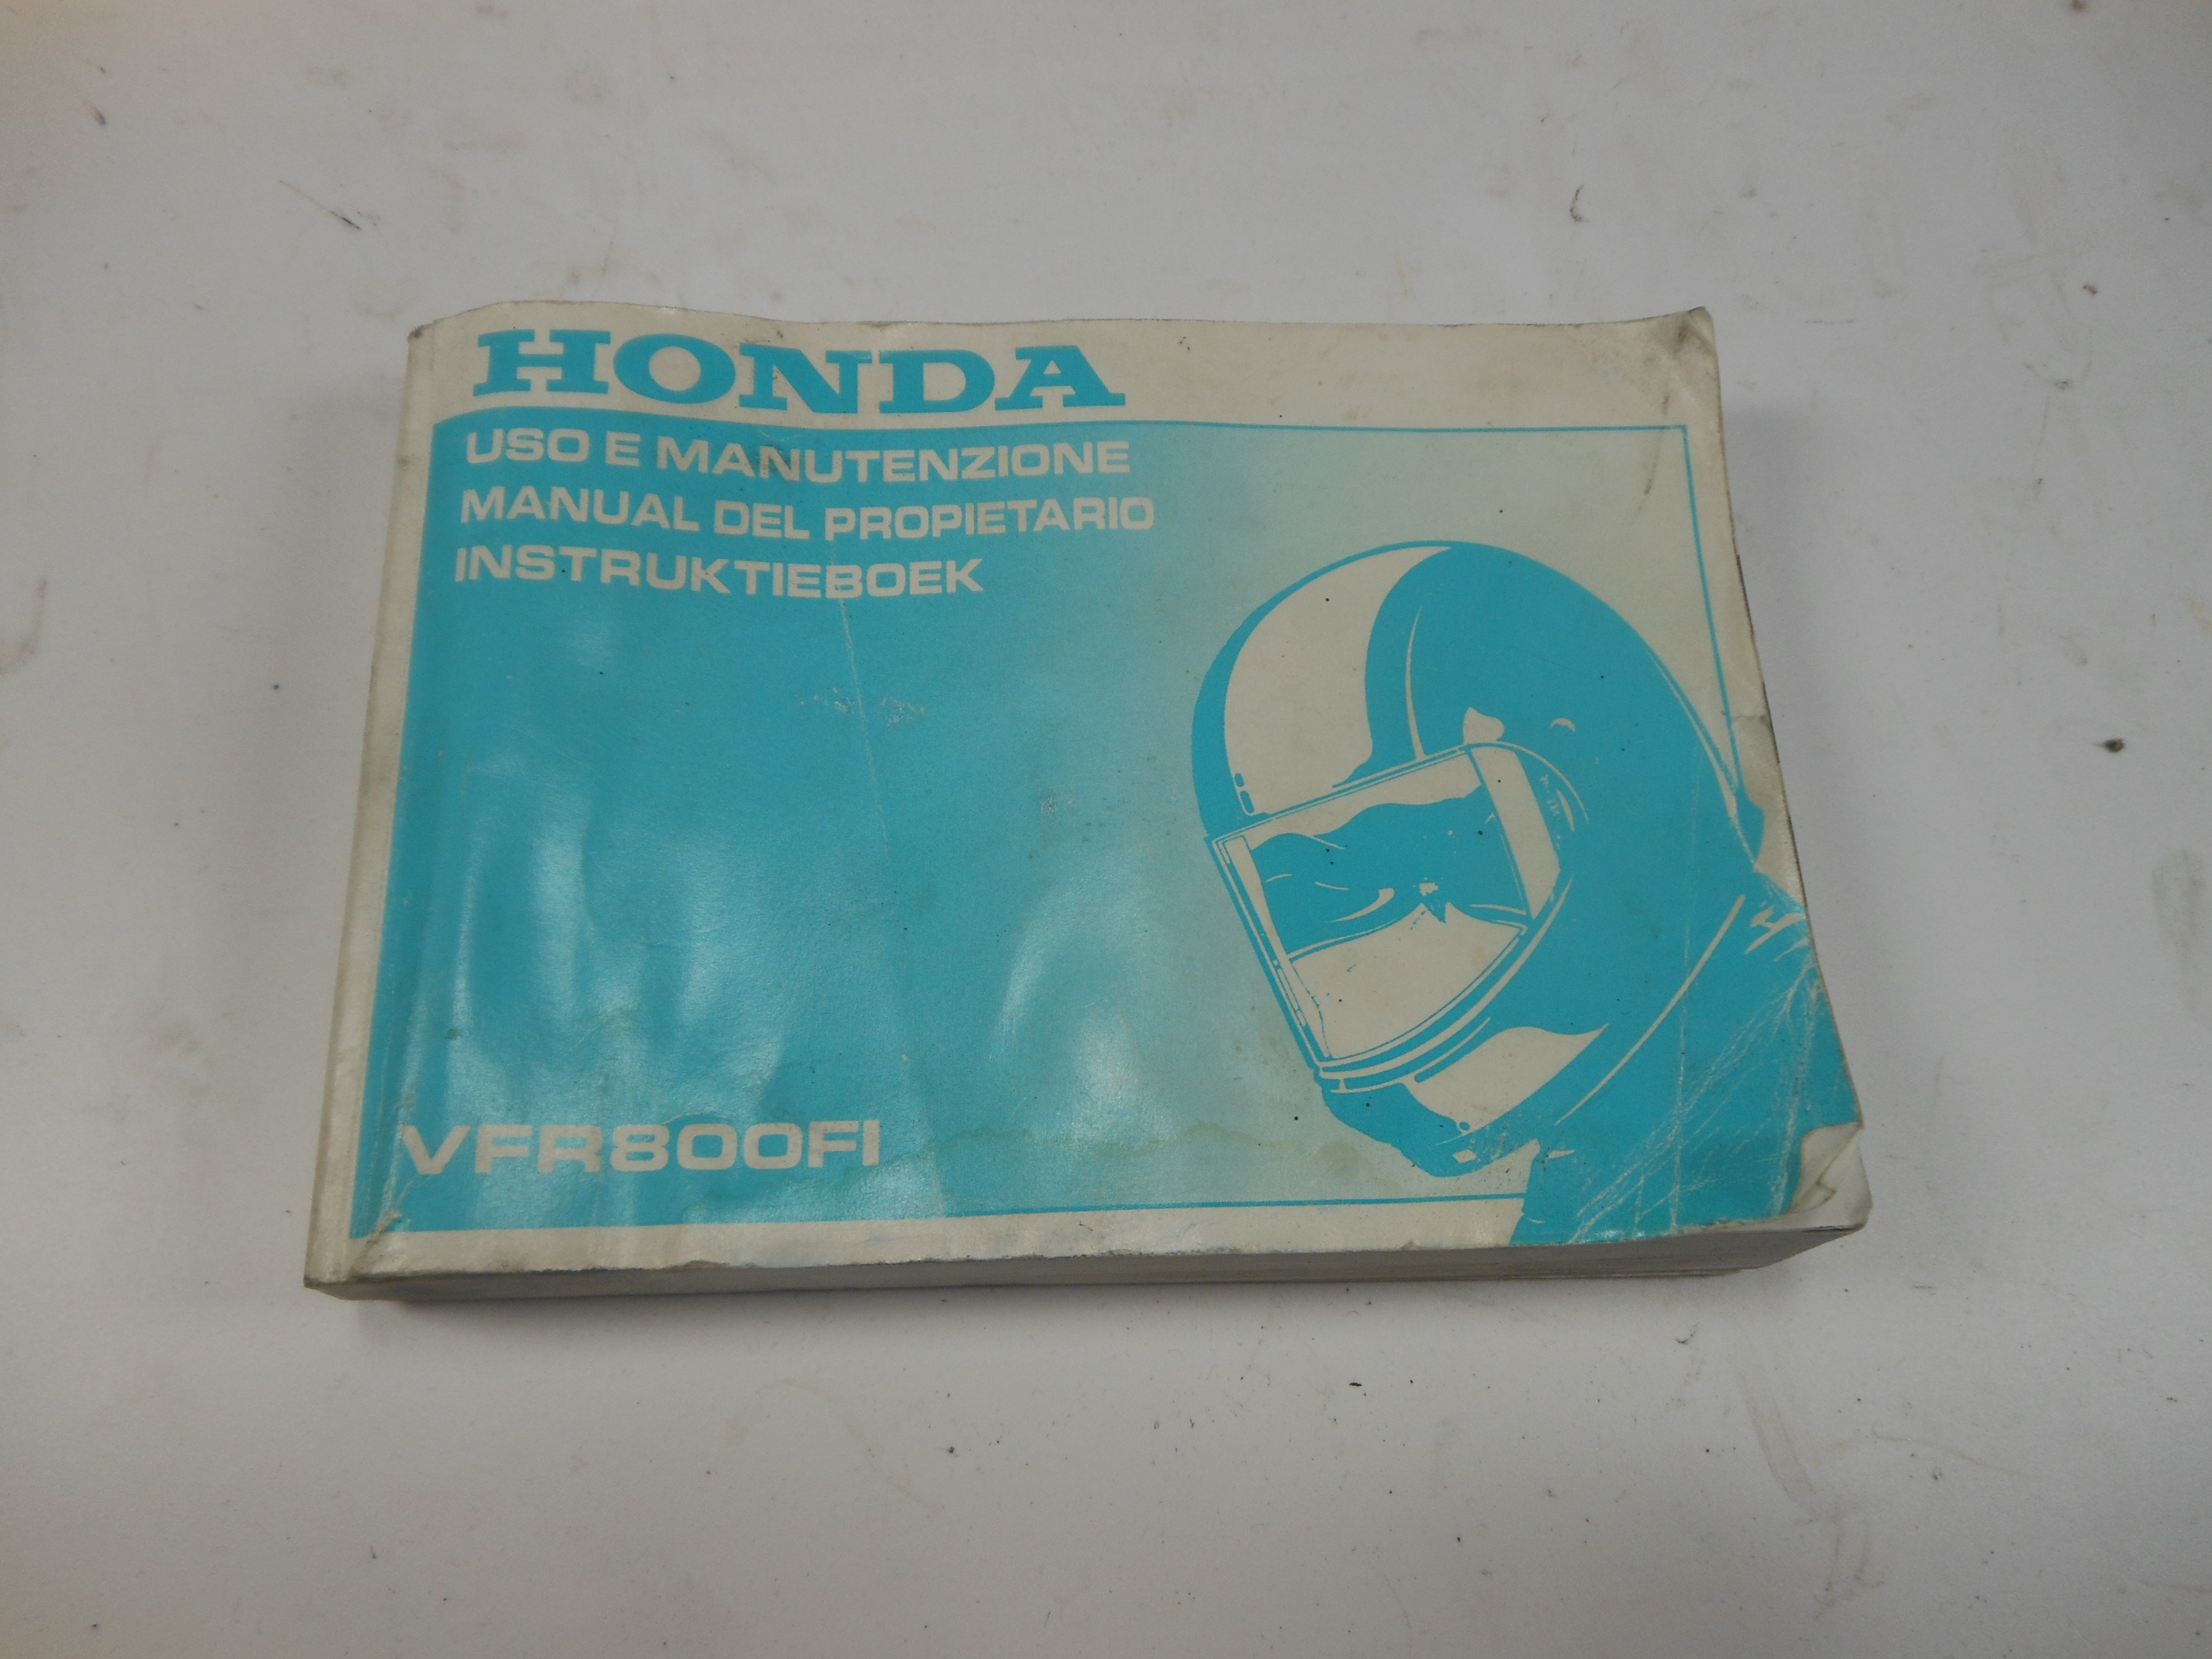 HONDA
USO E MANUTENZIONE
MANUAL DEL PROPIETARIO
INSTRUKTIEBOEK
VFR800FI